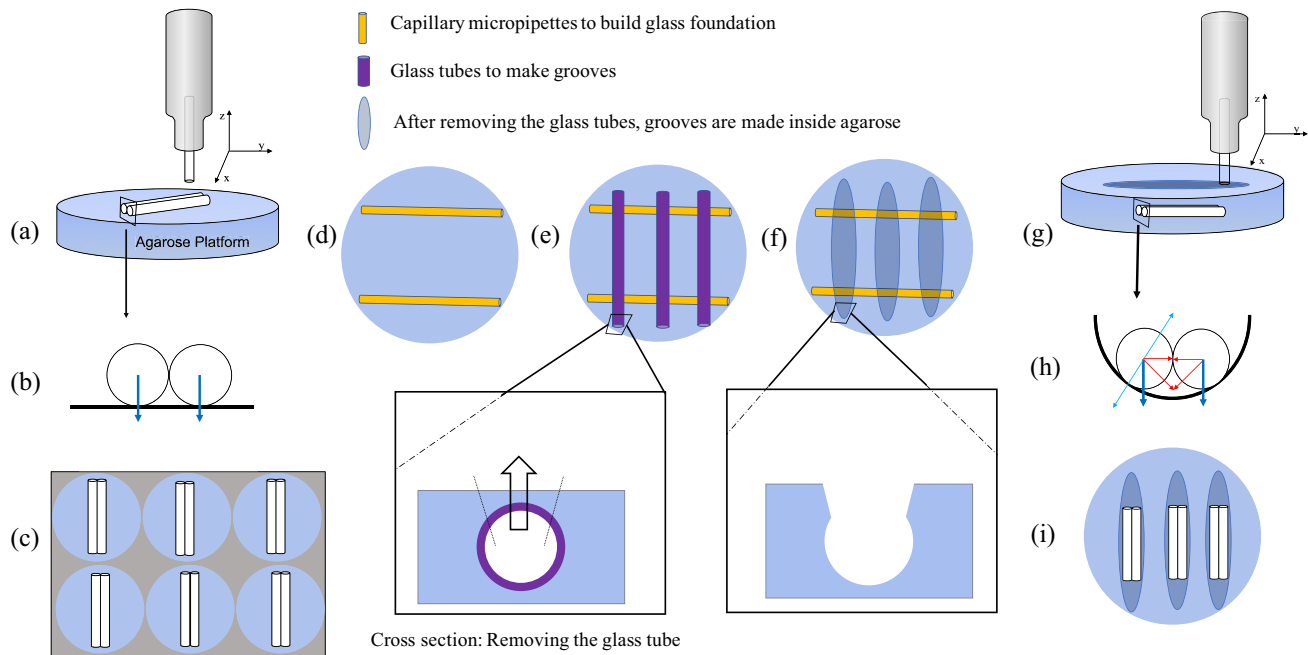 Capillary micropipettes to build glass foundation
Glass tubes to make grooves
After removing the glass tubes, grooves are made inside agarose
z
y
x
(a)
Agarose Platform
(b)
(c)
(d)
(e)
(f)
Cross section: Removing the glass tube
z
y
x
(g)
(h)
(i)